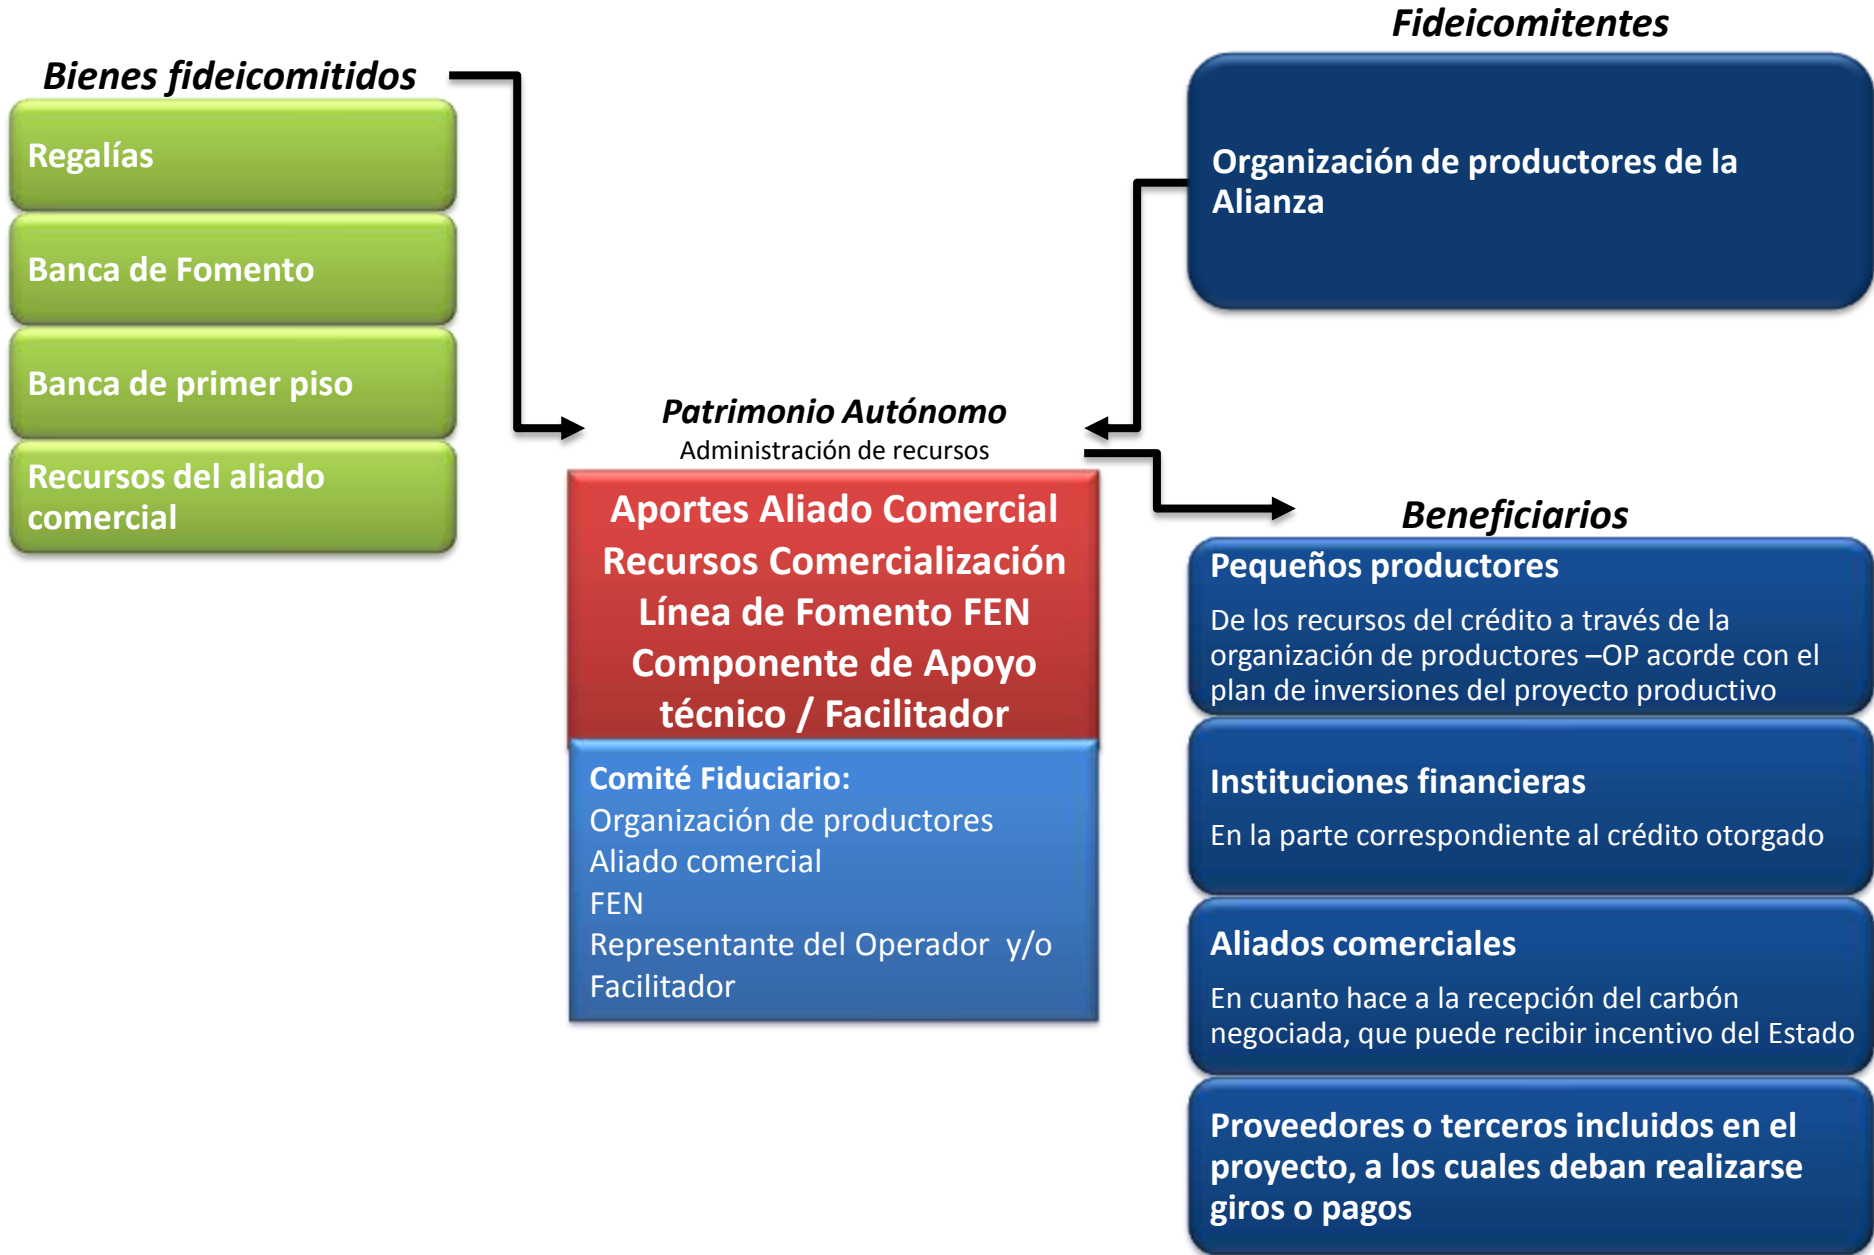 Bienes fideicomitidos
Regalías
Banca de Fomento
Banca de primer piso
Recursos del aliado
comercial
Fideicomitentes
Organización de productores de la
Alianza
Patrimonio Autónomo
Administración de recursos
Aportes Aliado Comercial
Recursos Comercialización
Línea de Fomento FEN
Componente de Apoyo
técnico / Facilitador
Comité Fiduciario:
Organización de productores
Aliado comercial
FEN
Representante del Operador  y/o
Facilitador
Beneficiarios
Pequeños productores
De los recursos del crédito a través de la
organización de productores –OP acorde con el
plan de inversiones del proyecto productivo
Instituciones financieras
En la parte correspondiente al crédito otorgado
Aliados comerciales
En cuanto hace a la recepción del carbón
negociada, que puede recibir incentivo del Estado
Proveedores o terceros incluidos en el
proyecto, a los cuales deban realizarse
giros o pagos